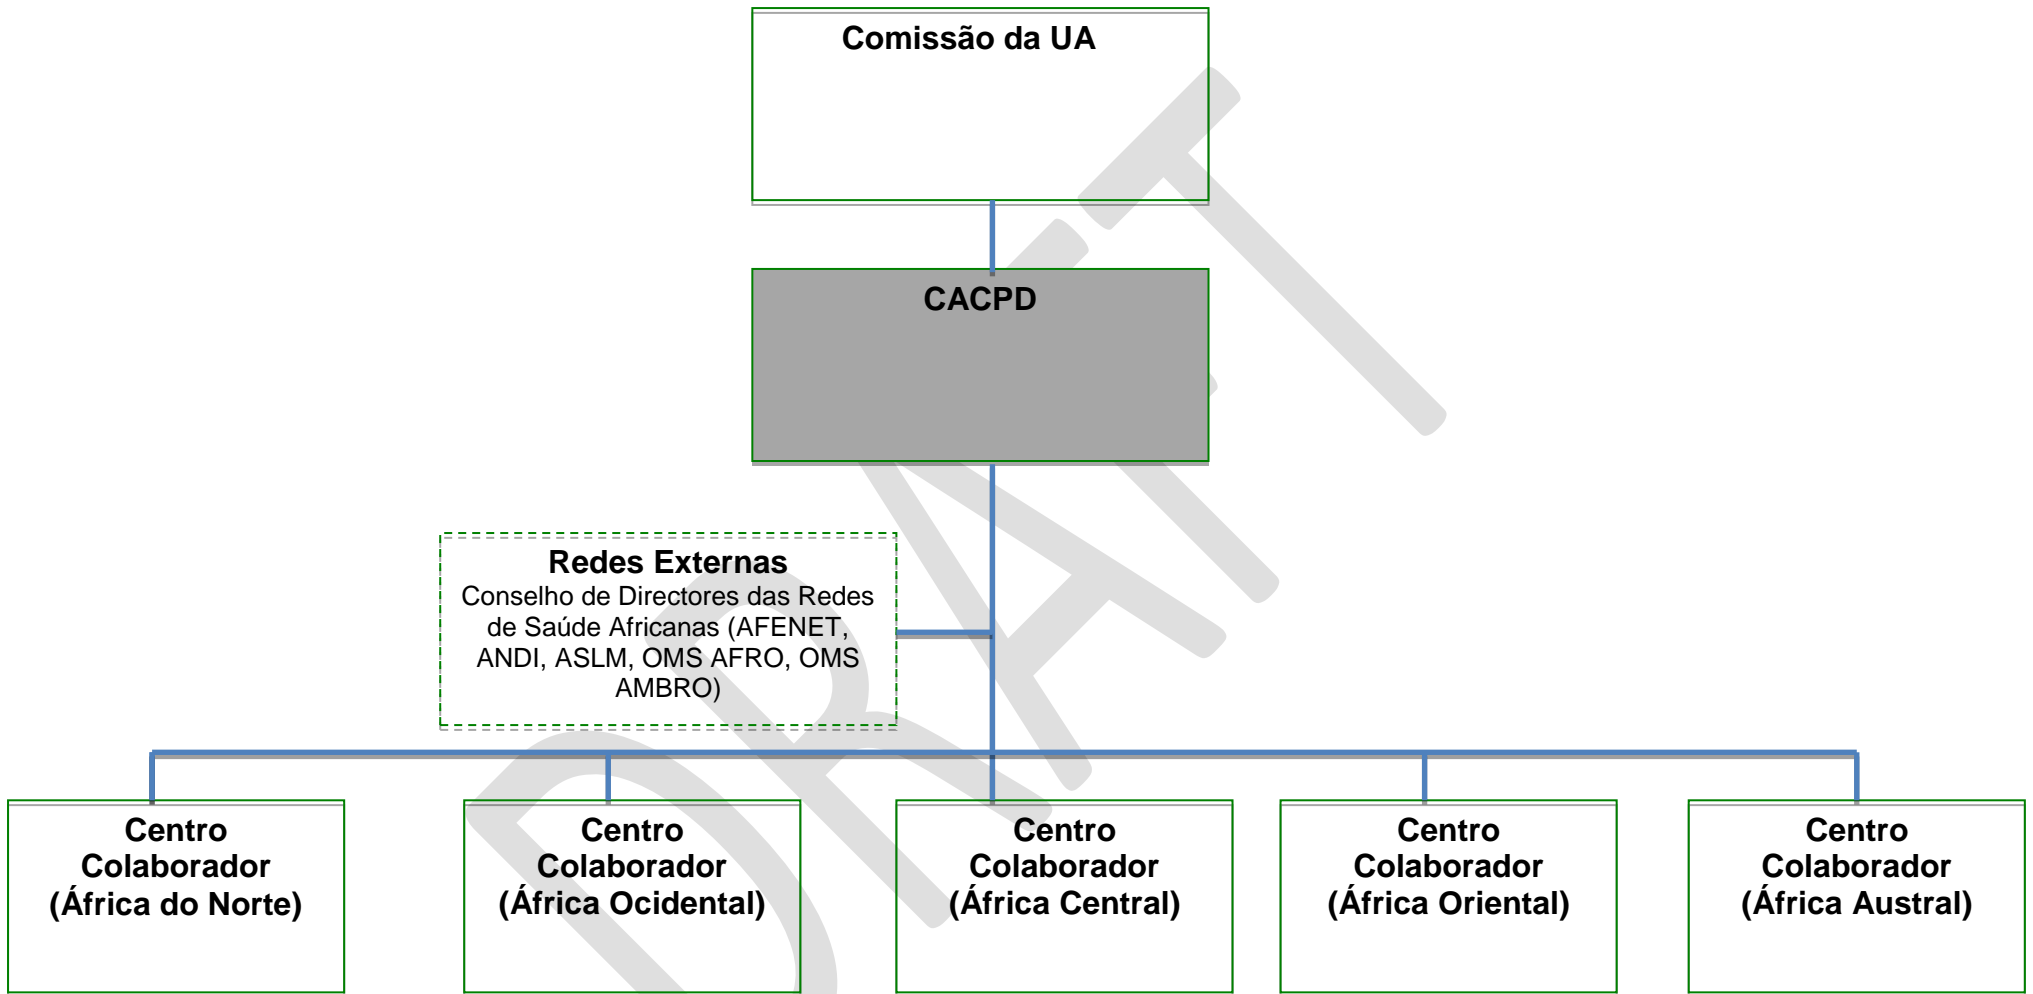 Comissão da UA
CACPD
Redes Externas
Conselho de Directores das Redes
de Saúde Africanas (AFENET,
ANDI, ASLM, OMS AFRO, OMS
AMBRO)
Centro
Colaborador
(África do Norte)
Centro
Colaborador
(África Ocidental)
Centro
Colaborador
(África Central)
Centro
Colaborador
(África Oriental)
Centro
Colaborador
(África Austral)
DRAFT